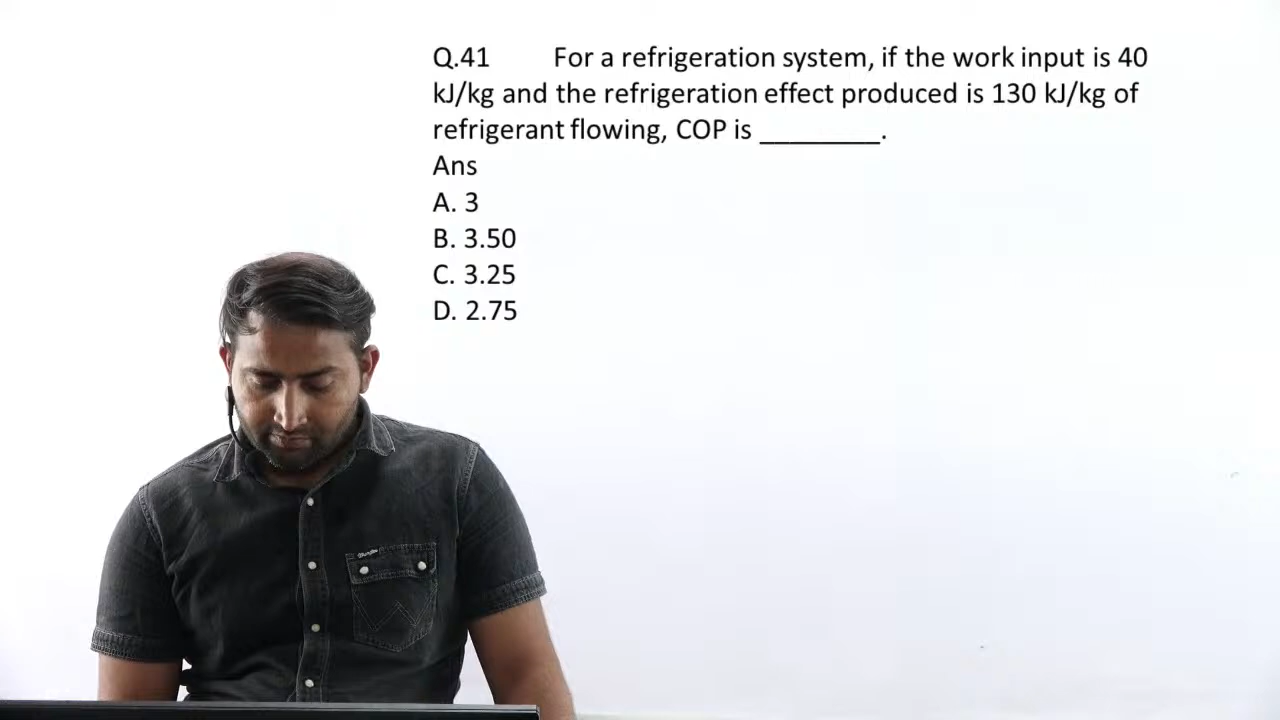 Q.41 For a refrigeration system, if the work input is 40
kJ/kg and the refrigeration effect produced is 130 kJ/kg of
refrigerant flowing, COP is ________.
Ans
A. 3
B. 3.50
C. 3.25
D. 2.75